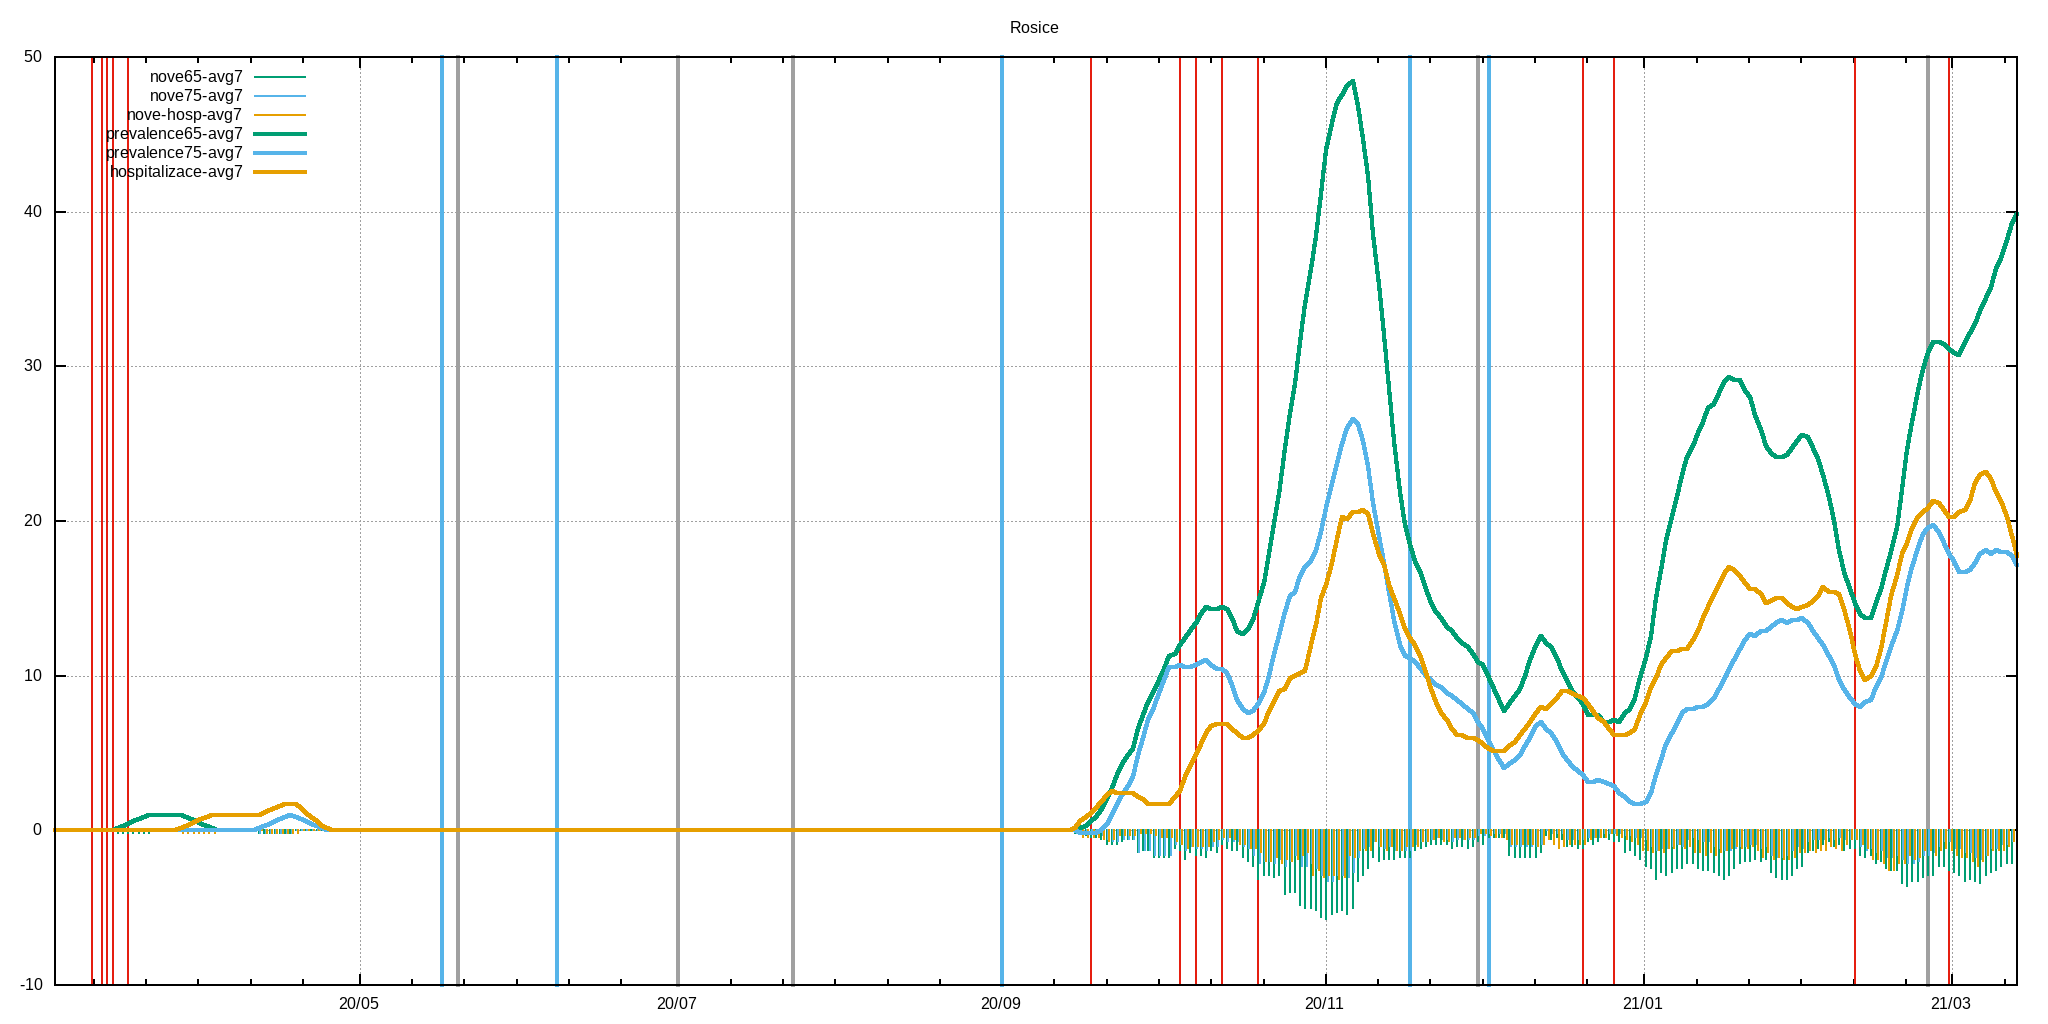 Rosice
50
nove65-avg7
nove75-avg7
nove-hosp-avg7
prevalence65-avg7
prevalence75-avg7
hospitalizace-avg7
40
30
20
10
0
-10
20/05 20/07 20/09 20/11 21/01 21/03